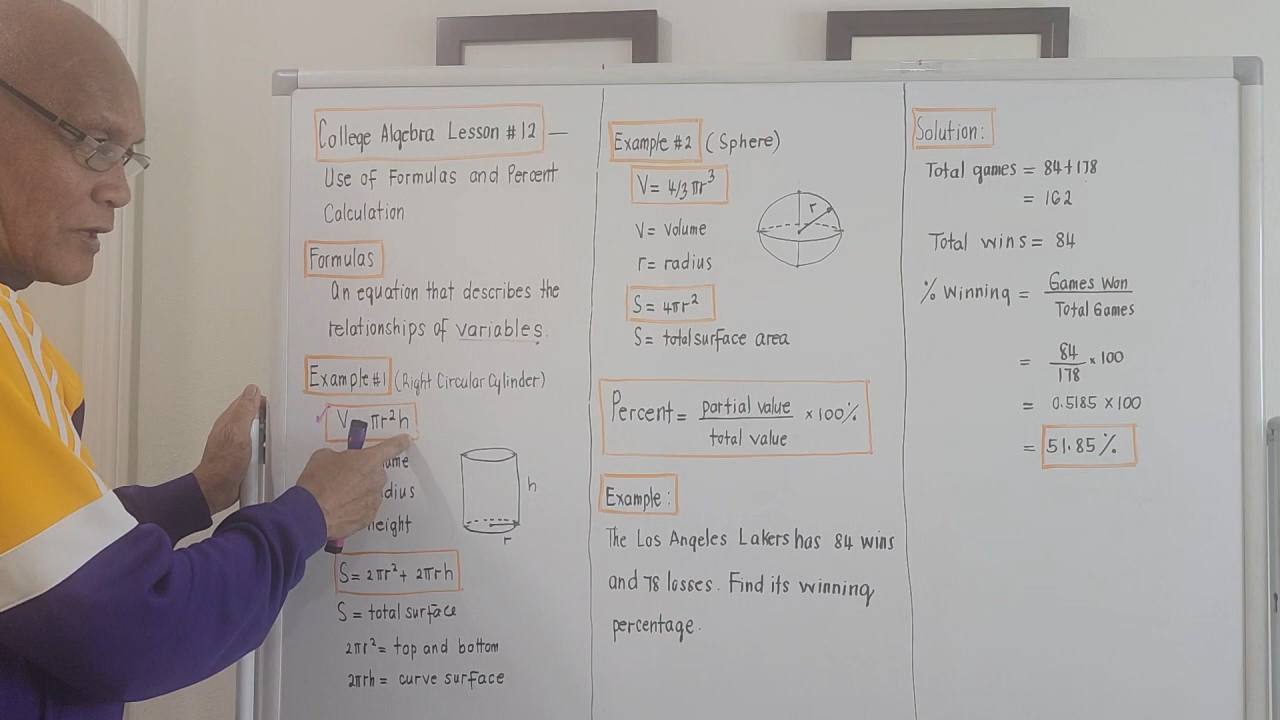 College Algebra Lesson #12 —
Use of Formulas and Percent
Calculation
Formulas
An equation that describes the
relationships of variables.
Example #1 (Right Circular Cylinder)
V πr²h
ume
dius
height
h
r
S = 2πr² + 2πrh
S = total surface
2πr² = top and bottom
2πrh = curve surface
Example #2 (Sphere)
V = 4/3 πr³
V = volume
r = radius
r
S = 4πr²
S = total surface area
Percent = partial value / total value × 100%
Example:
The Los Angeles Lakers has 84 wins
and 78 losses. Find its winning
percentage.
Solution:
Total games = 84+178
= 162
Total wins = 84
% Winning = Games Won / Total Games
= 84 / 178 × 100
= 0.5185 × 100
= 51.85%